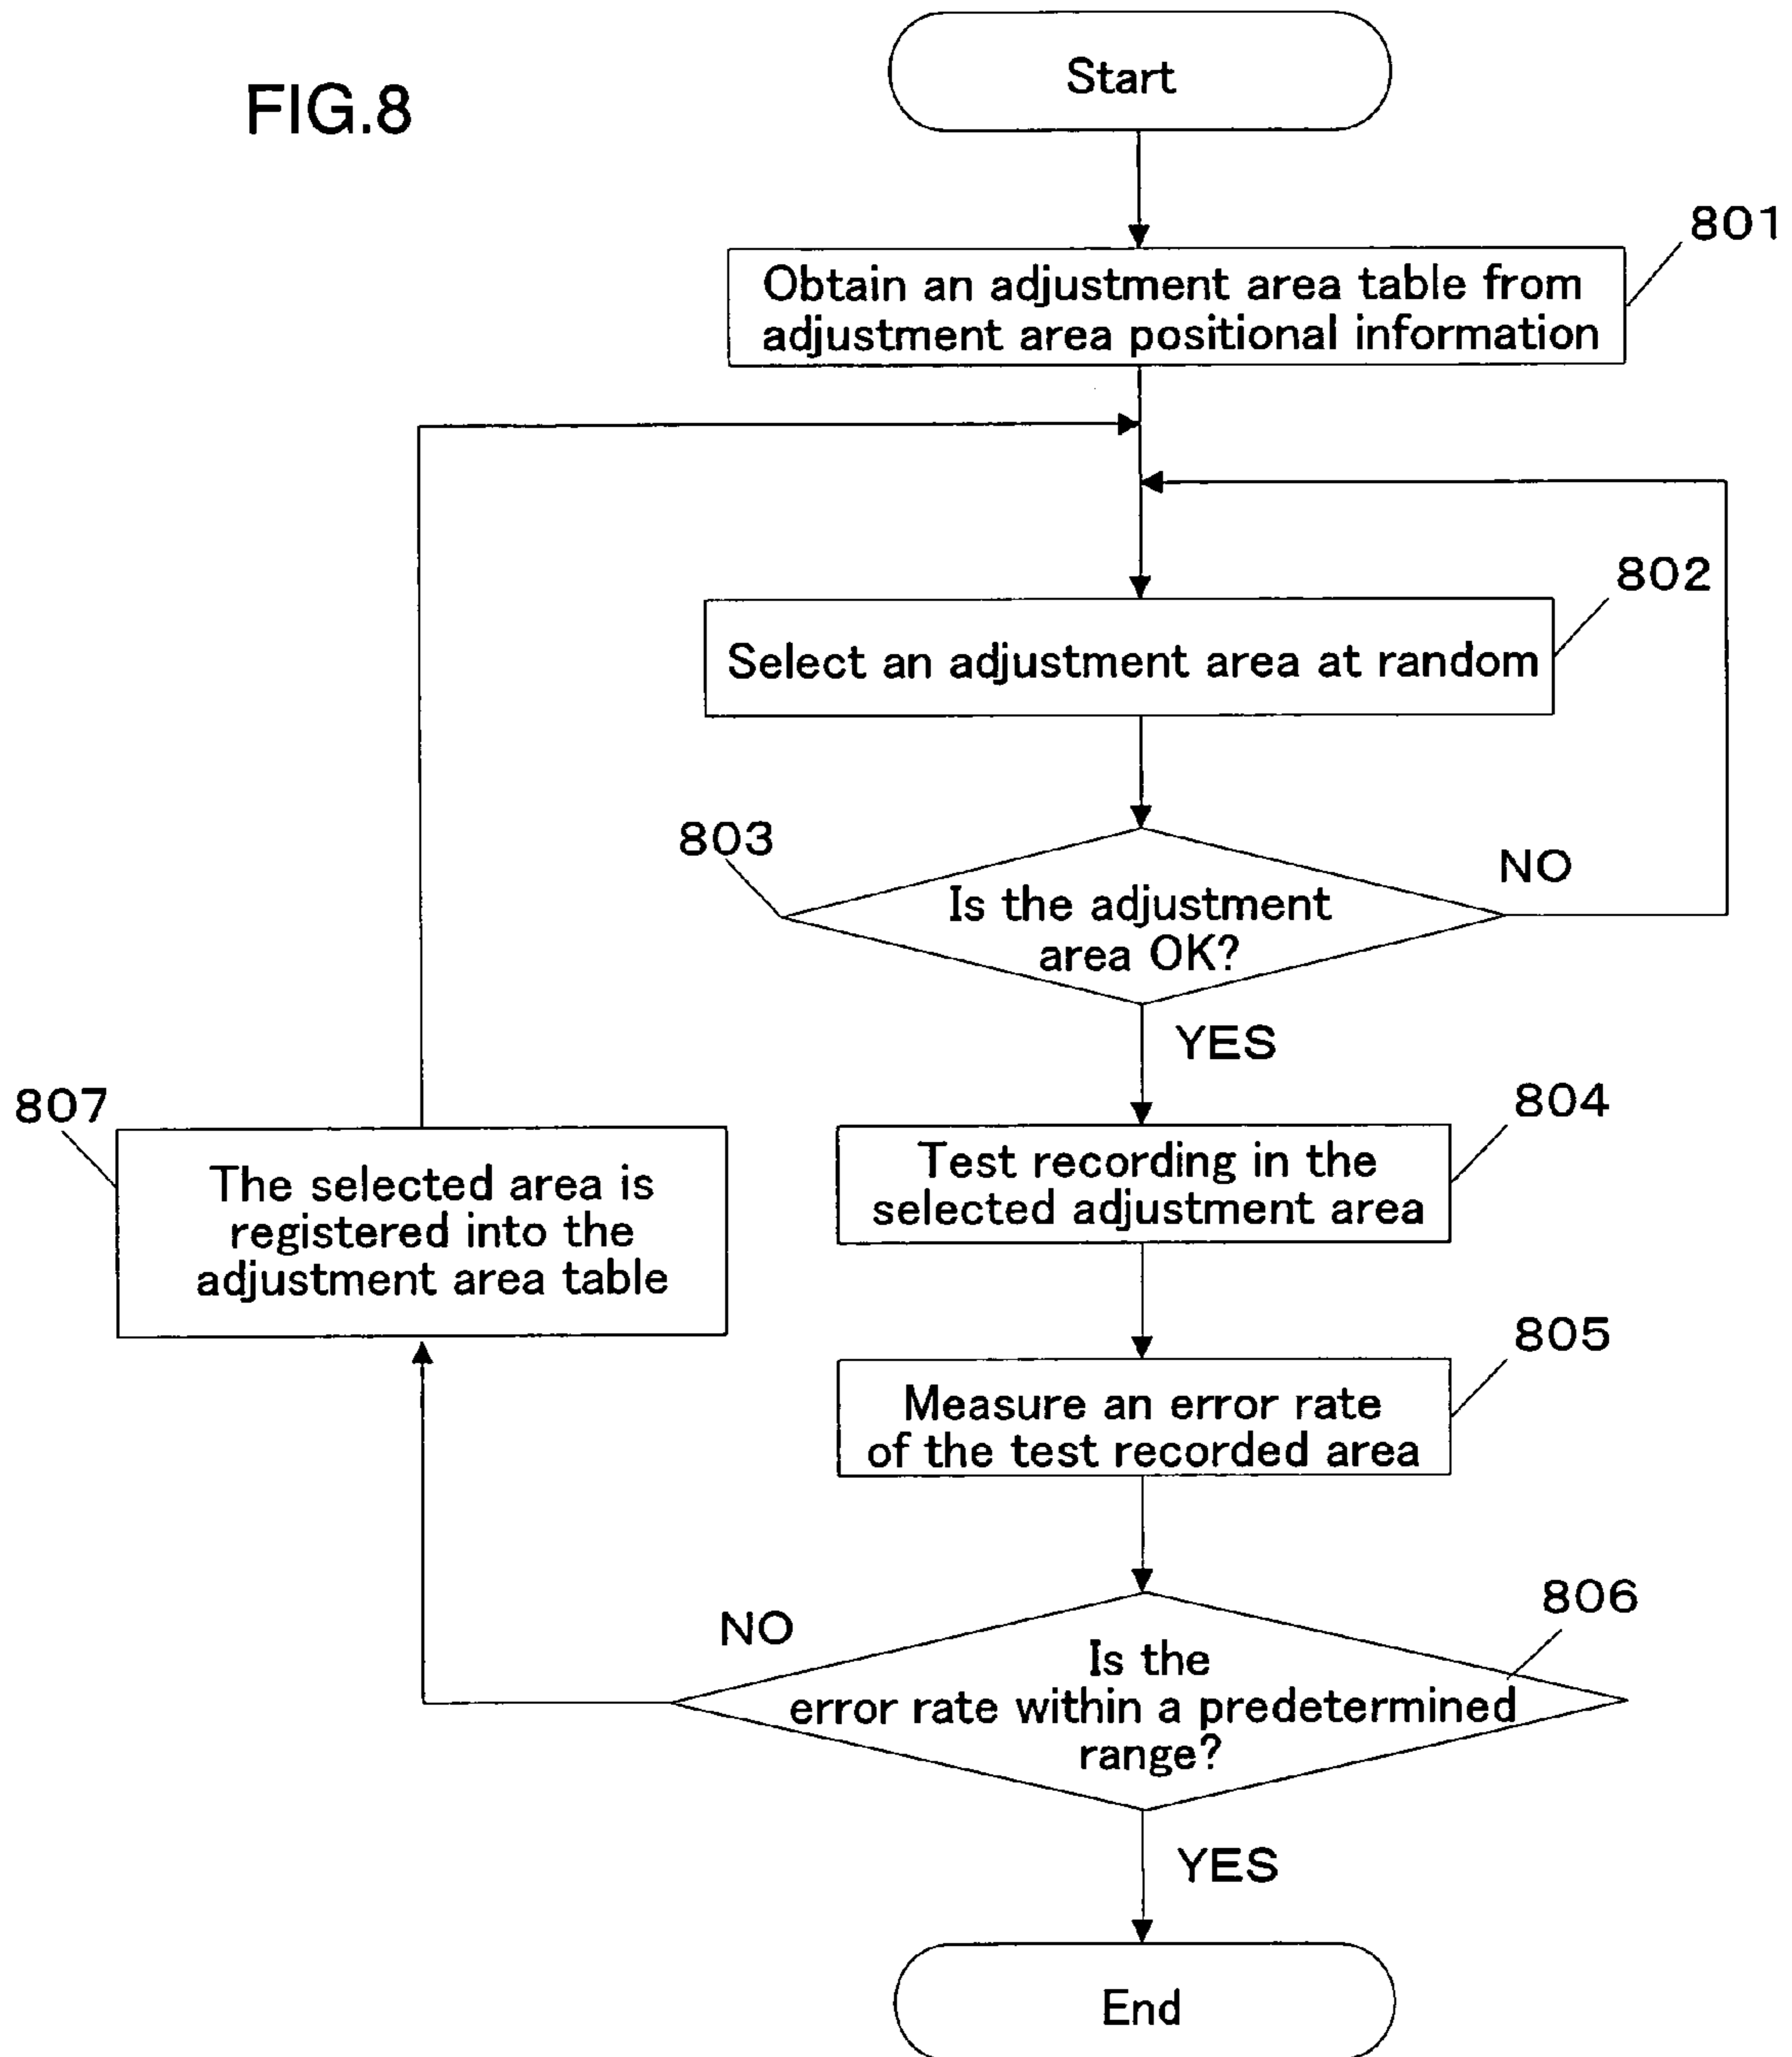 FIG.8
Start
801
Obtain an adjustment area table from
adjustment area positional information
802
Select an adjustment area at random
803
NO
Is the adjustment
area OK?
YES
807
The selected area is
registered into the
adjustment area table
804
Test recording in the
selected adjustment area
805
Measure an error rate
of the test recorded area
806
NO
Is the
error rate within a predetermined
range?
YES
End